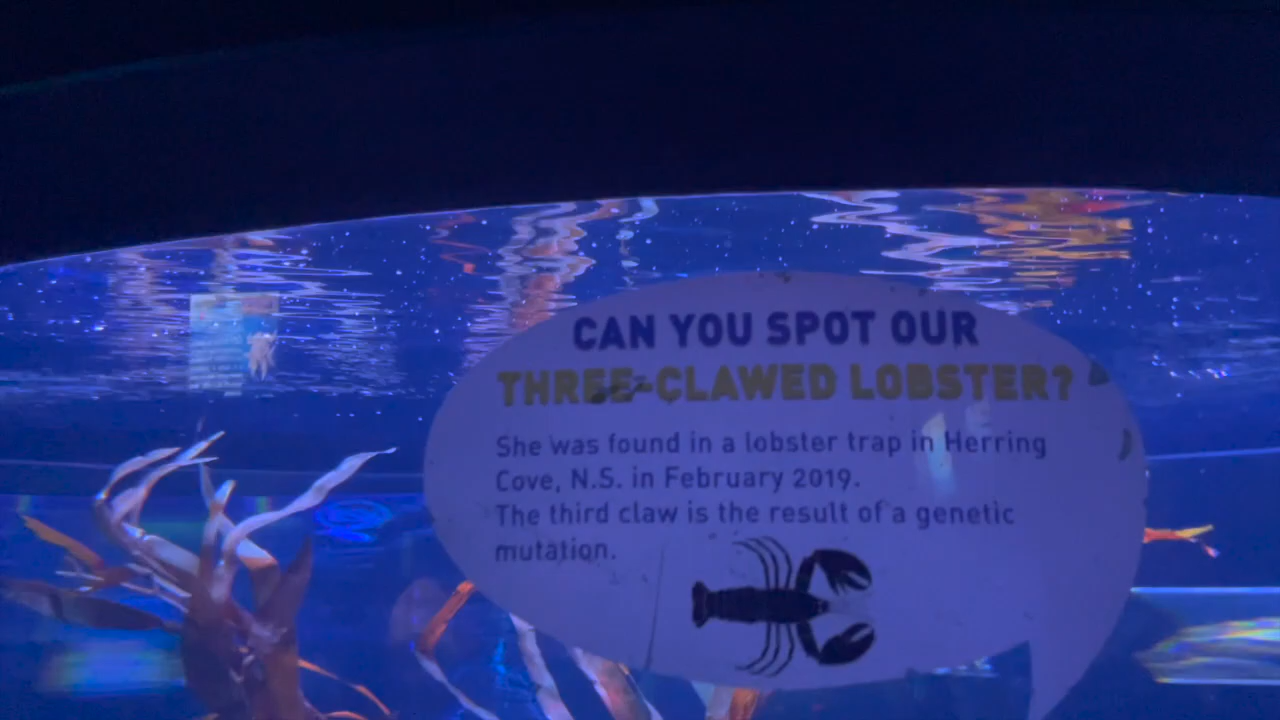 CAN YOU SPOT OUR
THREE-CLAWED LOBSTER?
She was found in a lobster trap in Herring
Cove, N.S. in February 2019.
The third claw is the result of a genetic
mutation.